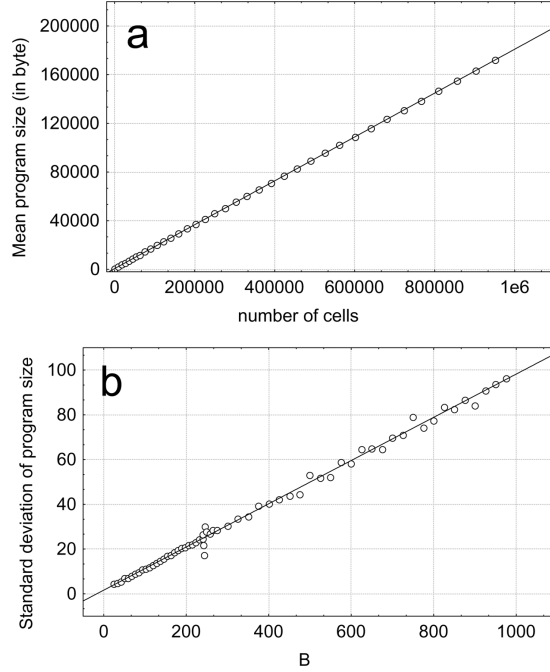 a
Mean program size (in byte)
200000
160000
120000
80000
40000
0
0 200000 400000 600000 800000 1e6
number of cells
b
Standard deviation of program size
100
80
60
40
20
0
0 200 400 600 800 1000
B